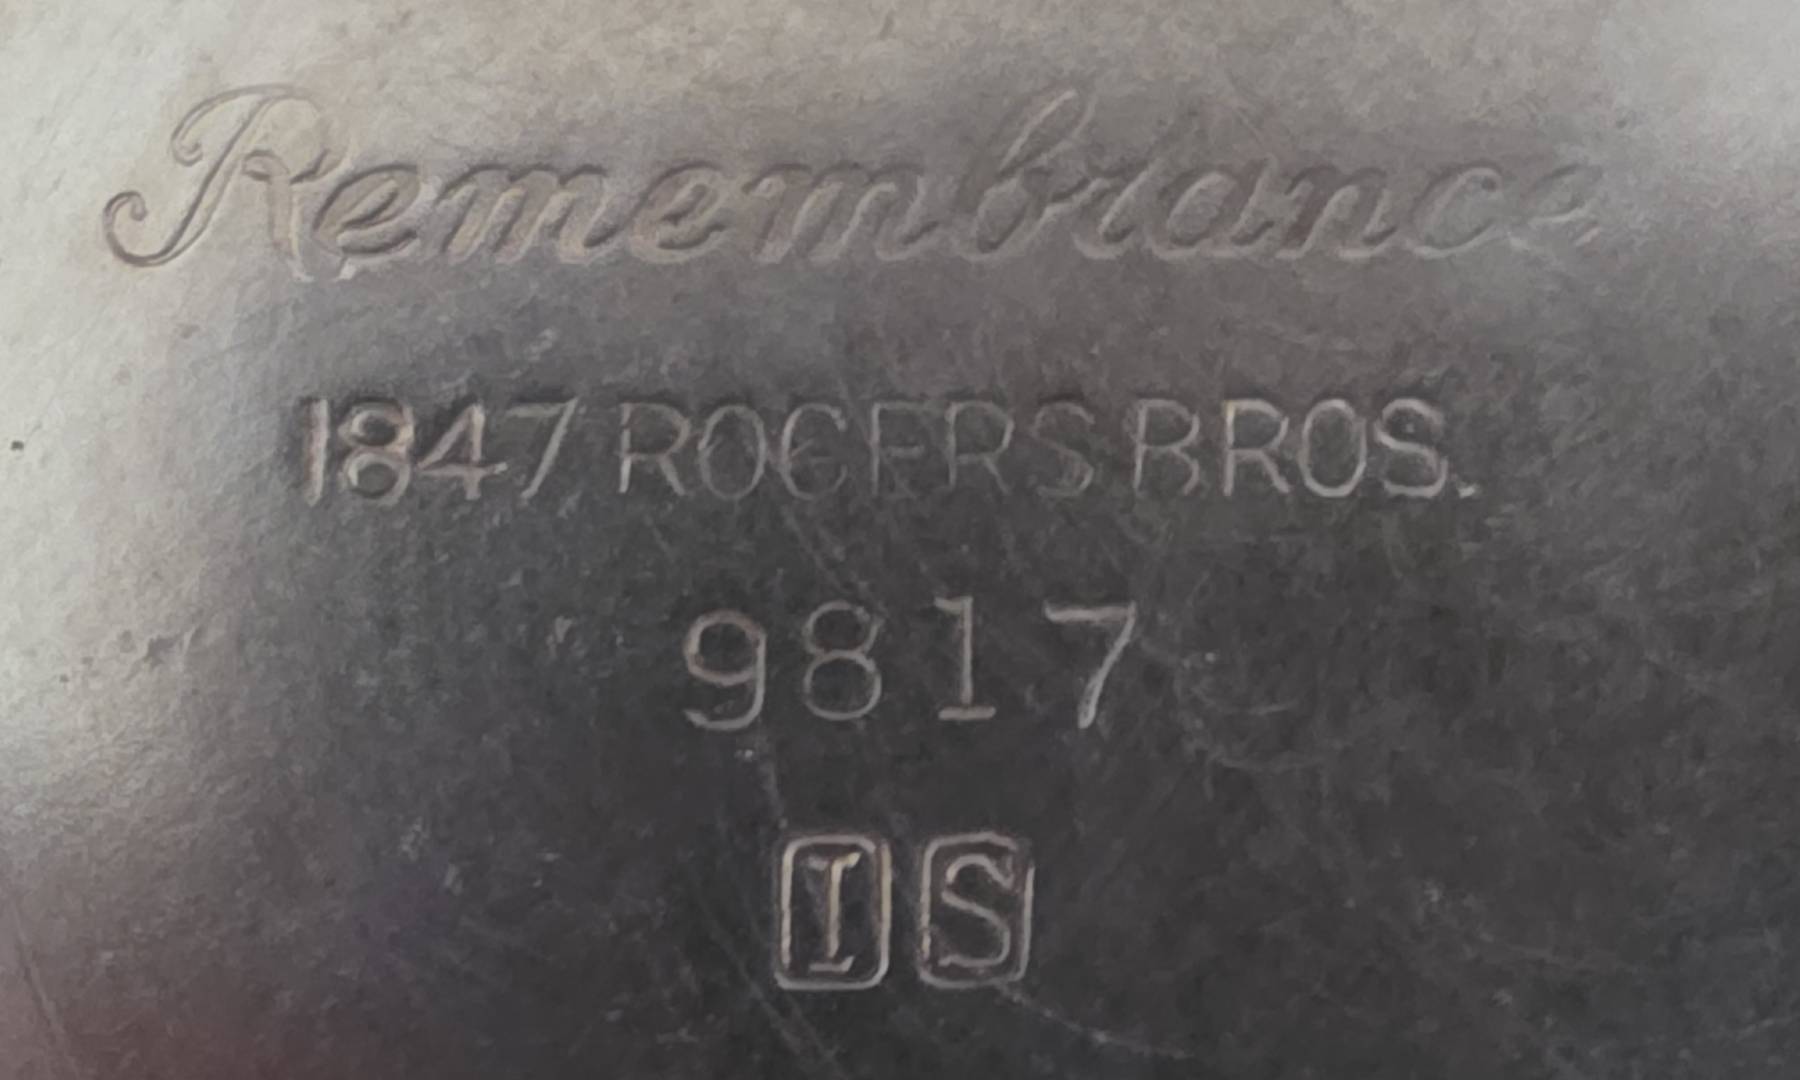 Remembrance
1847 ROGERS BROS.
9817
IS